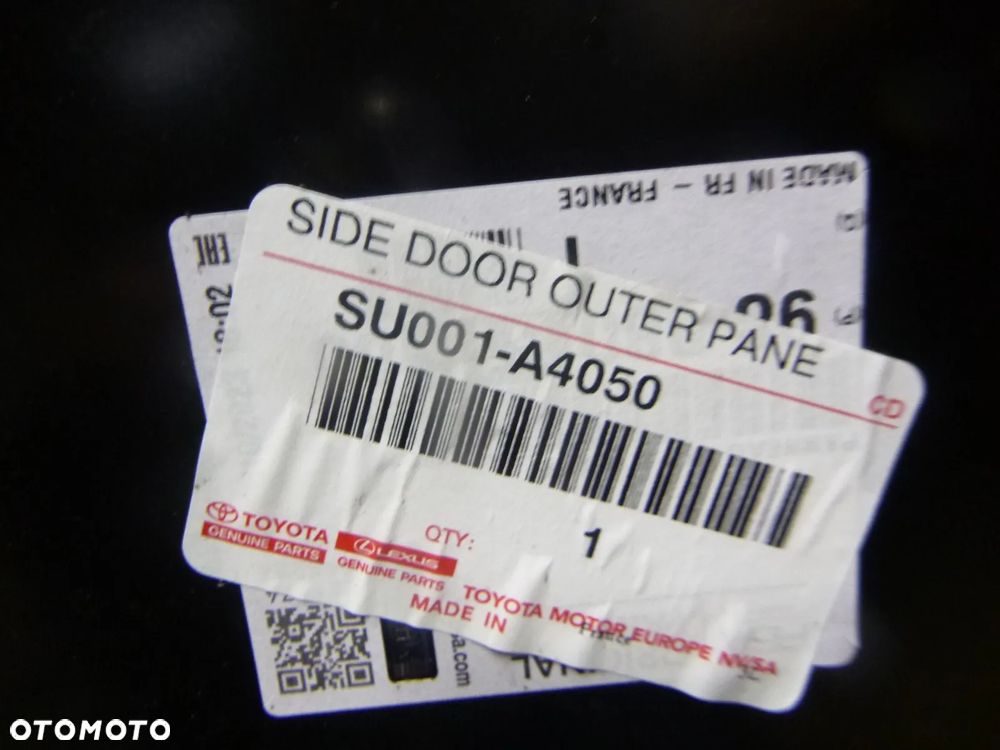 MADE IN FR - FRANCE
EAC
SIDE DOOR OUTER PANE
CD
SU001-A4050
QTY: 1
TOYOTA
GENUINE PARTS
LEXUS
GENUINE PARTS
TOYOTA MOTOR EUROPE NV/SA
MADE IN
OTOMOTO